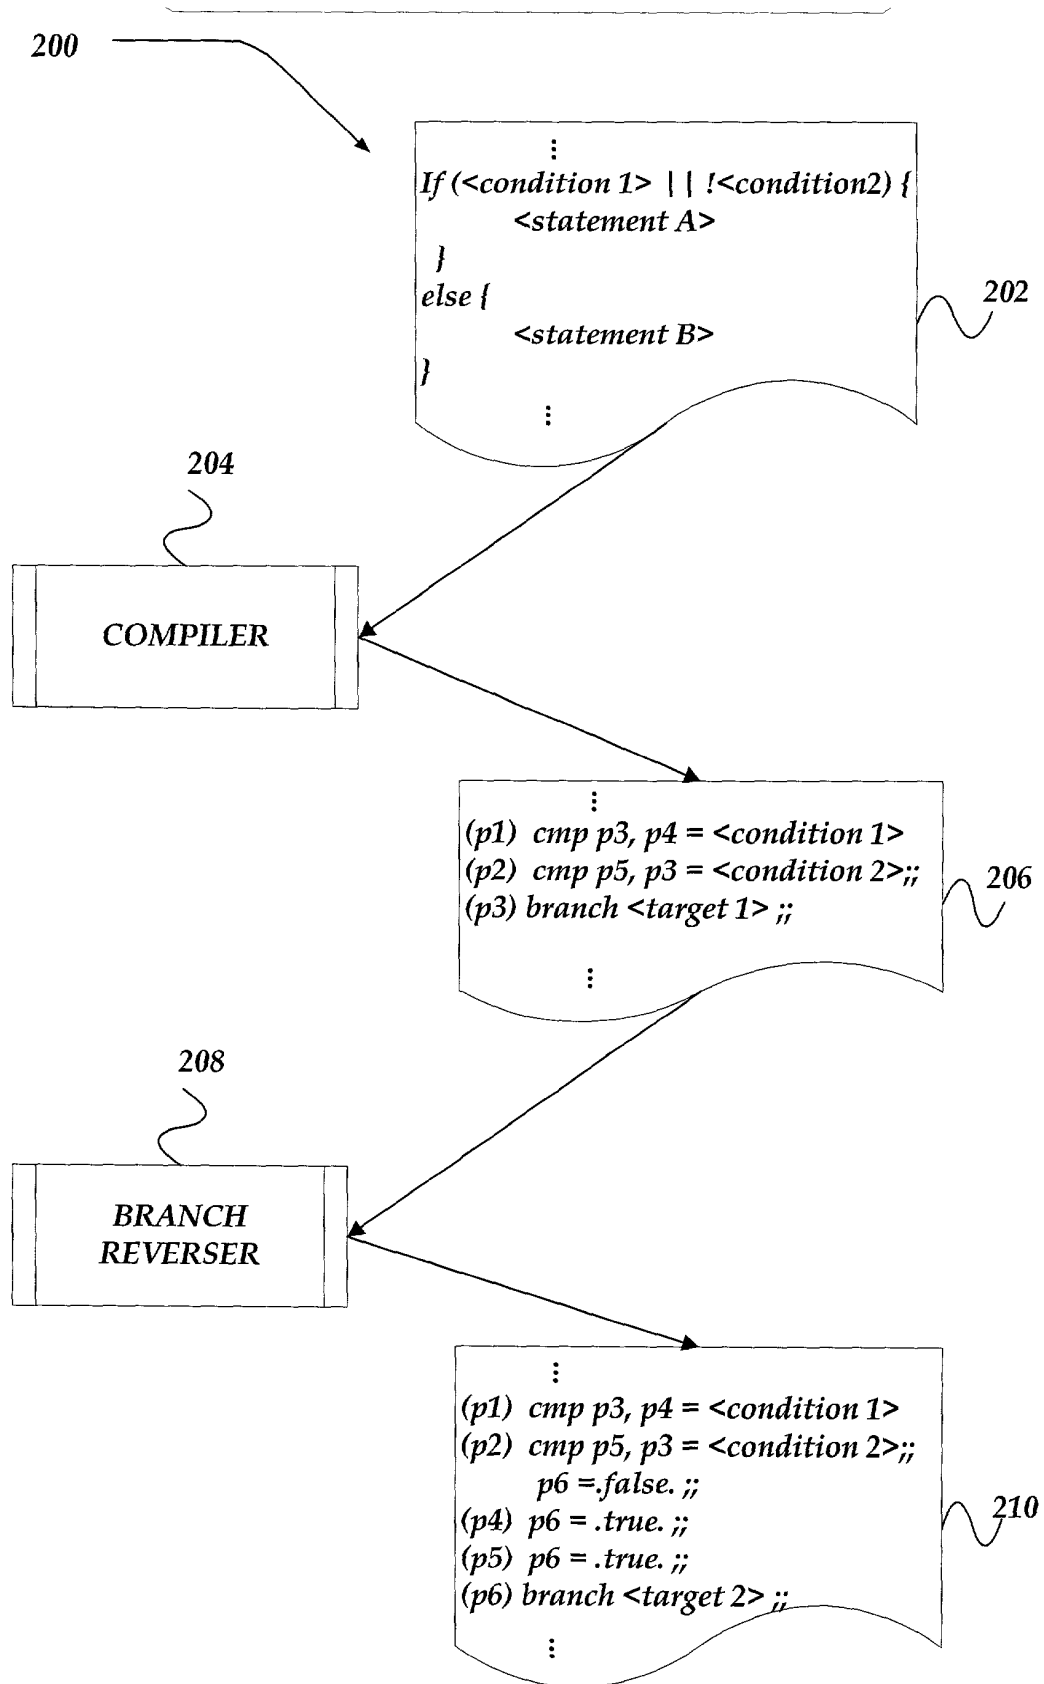 200
⋮
If (<condition 1> || !<condition2) {
<statement A>
}
else {
<statement B>
}
⋮
202
204
COMPILER
⋮
(p1) cmp p3, p4 = <condition 1>
(p2) cmp p5, p3 = <condition 2>;;
(p3) branch <target 1> ;;
⋮
206
208
BRANCH
REVERSER
⋮
(p1) cmp p3, p4 = <condition 1>
(p2) cmp p5, p3 = <condition 2>;;
p6 =.false. ;;
(p4) p6 = .true. ;;
(p5) p6 = .true. ;;
(p6) branch <target 2> ;;
⋮
210